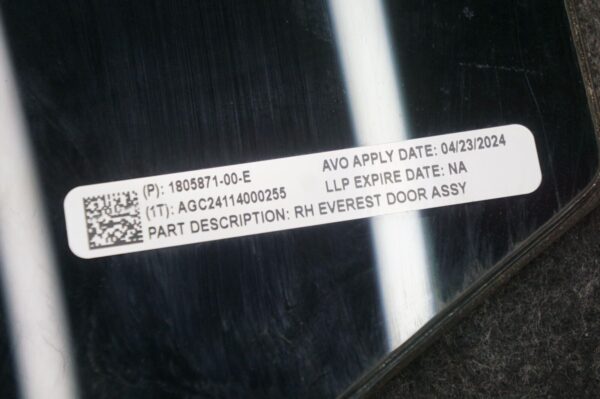 (P): 1805871-00-E AVO APPLY DATE: 04/23/2024
(1T): AGC24114000255 LLP EXPIRE DATE: NA
PART DESCRIPTION: RH EVEREST DOOR ASSY